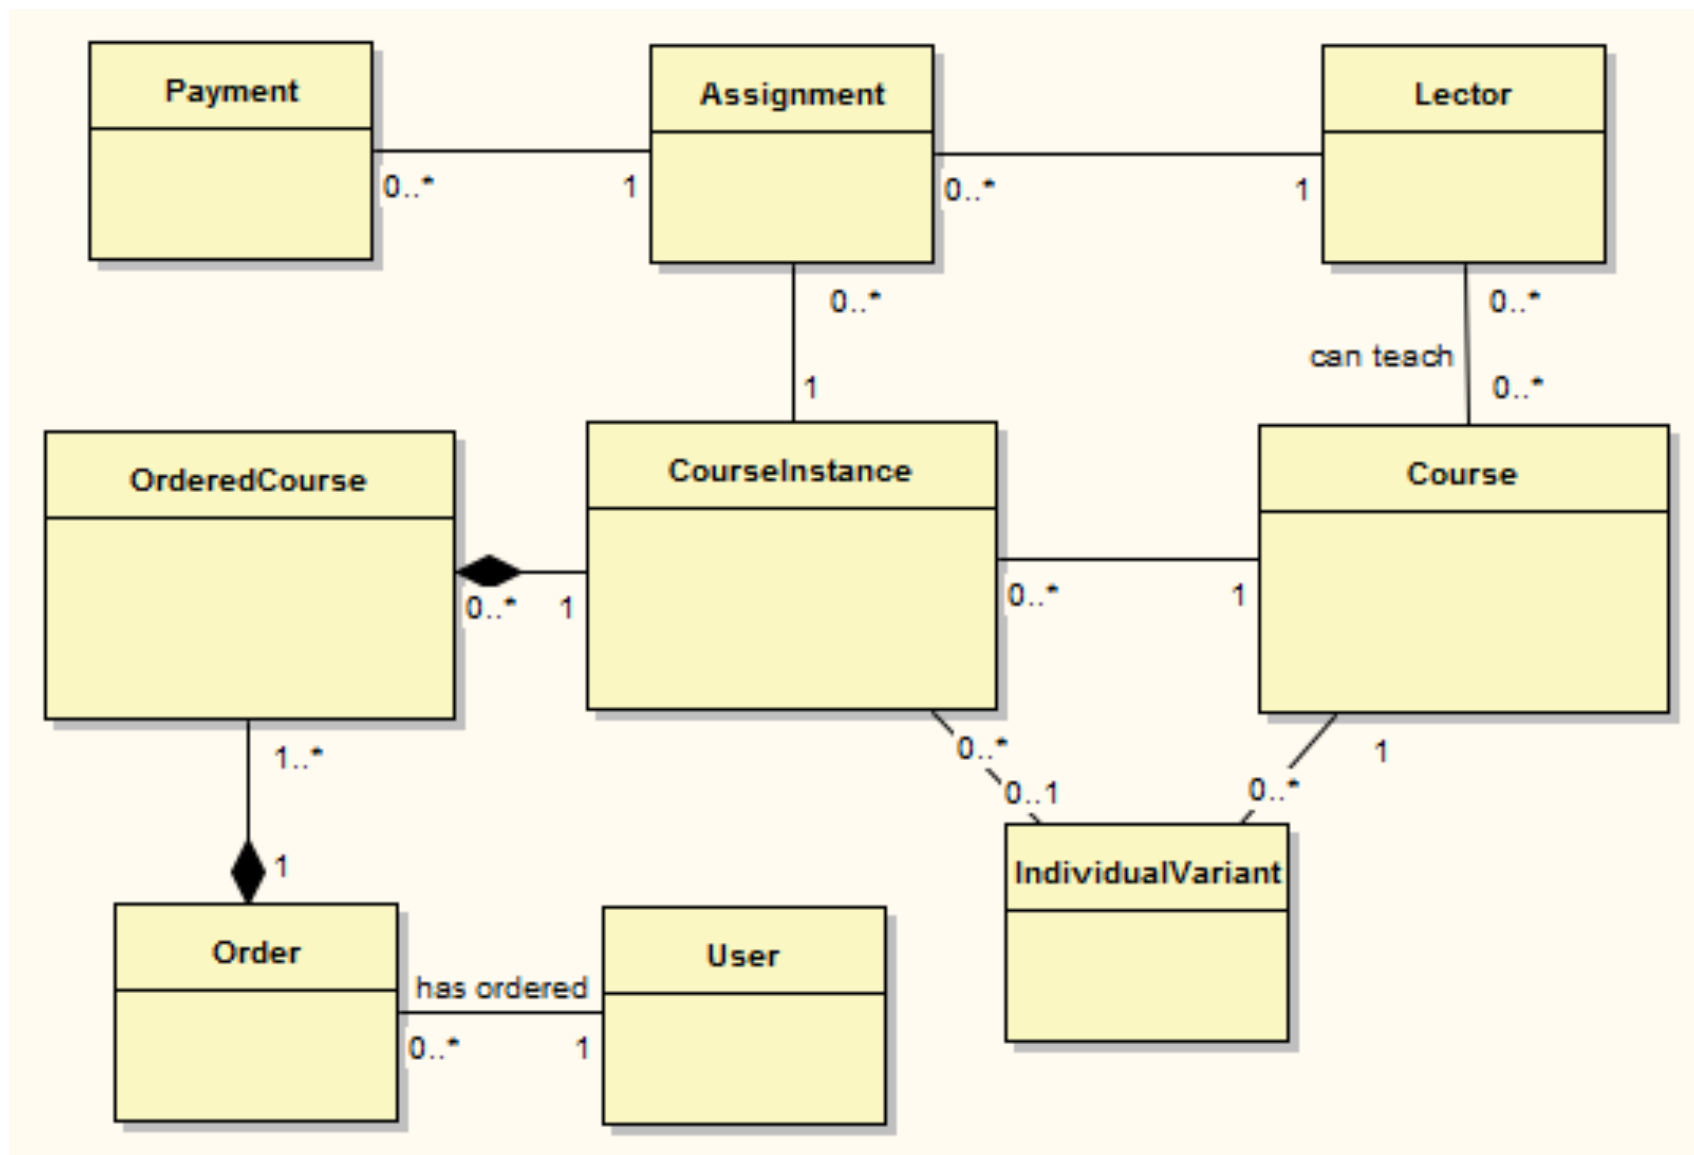 Payment
Assignment
Lector
0..*
1
0..*
1
0..*
0..*
can teach
1
0..*
OrderedCourse
CourseInstance
Course
0..*
1
0..*
1
1..*
0..*
1
0..1
0..*
1
IndividualVariant
Order
User
has ordered
0..*
1